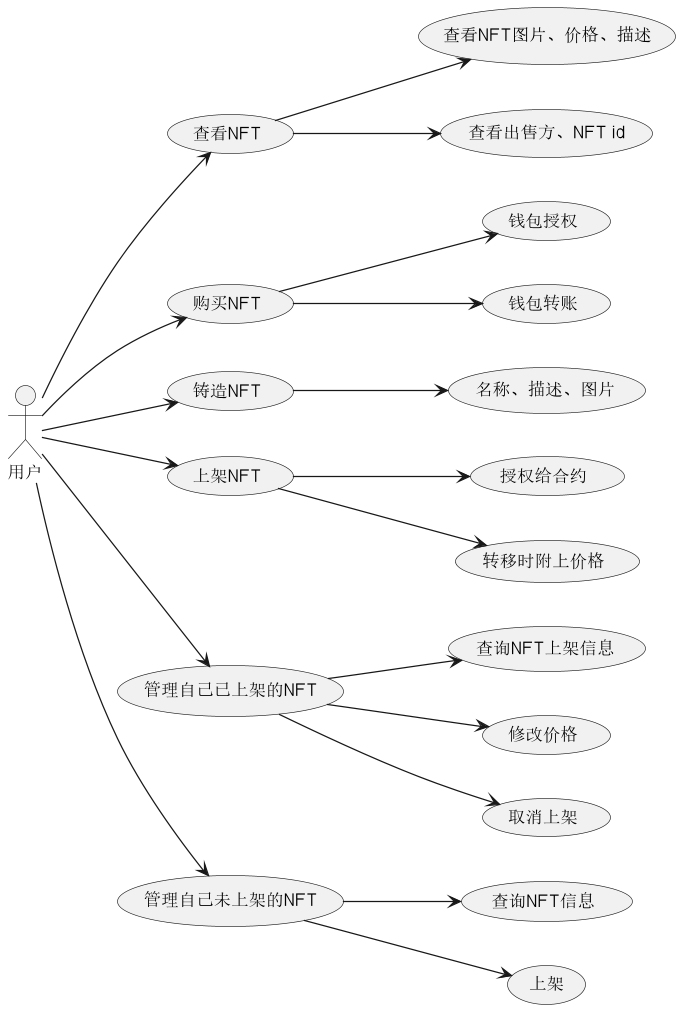 查看NFT图片、价格、描述
查看NFT
查看出售方、NFT id
钱包授权
购买NFT
钱包转账
铸造NFT
名称、描述、图片
用户
上架NFT
授权给合约
转移时附上价格
查询NFT上架信息
管理自己已上架的NFT
修改价格
取消上架
管理自己未上架的NFT
查询NFT信息
上架